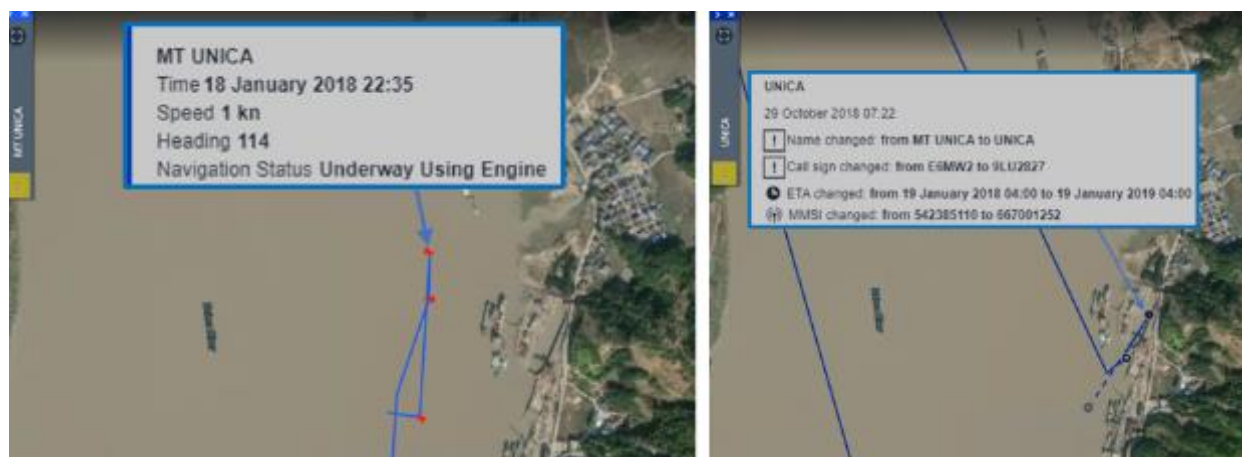 MT UNICA
Time 18 January 2018 22:35
Speed 1 kn
Heading 114
Navigation Status Underway Using Engine
MT UNICA
UNICA
29 October 2018 07:22
! Name changed: from MT UNICA to UNICA
! Call sign changed: from E6MW2 to 9LU2827
ETA changed: from 19 January 2018 04:00 to 19 January 2019 04:00
MMSI changed: from 542385110 to 667001252
UNICA